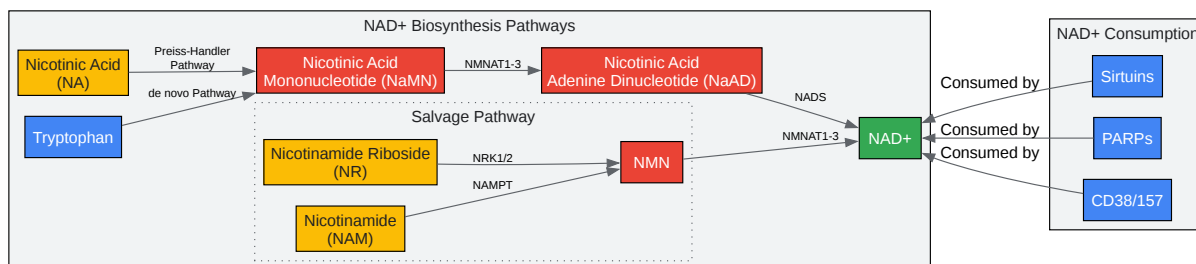 NAD+ Biosynthesis Pathways
Nicotinic Acid
(NA)
Preiss-Handler
Pathway
Nicotinic Acid
Mononucleotide (NaMN)
NMNAT1-3
Nicotinic Acid
Adenine Dinucleotide (NaAD)
de novo Pathway
NADS
Tryptophan
Salvage Pathway
Nicotinamide Riboside
(NR)
NRK1/2
NMN
NMNAT1-3
NAD+
NAMPT
Nicotinamide
(NAM)
NAD+ Consumption
Consumed by
Sirtuins
Consumed by
PARPs
Consumed by
CD38/157